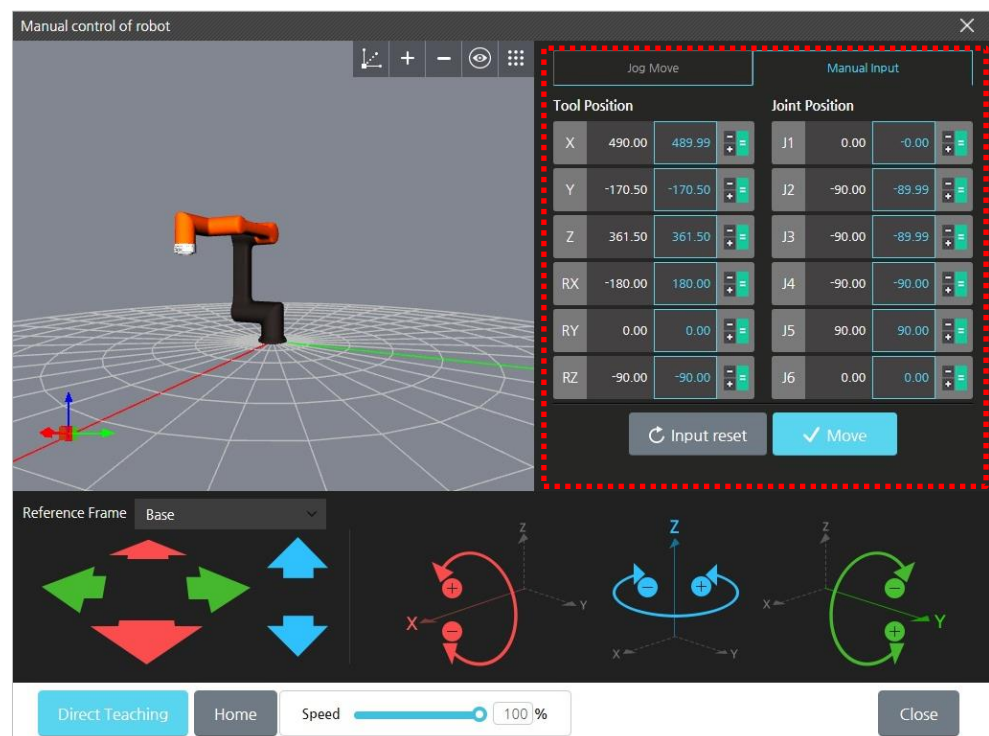 Manual control of robot
Jog Move Manual Input
Tool Position Joint Position
X 490.00 489.99 - + = J1 0.00 -0.00 - + =
Y -170.50 -170.50 - + = J2 -90.00 -89.99 - + =
Z 361.50 361.50 - + = J3 -90.00 -89.99 - + =
RX -180.00 180.00 - + = J4 -90.00 -90.00 - + =
RY 0.00 0.00 - + = J5 90.00 90.00 - + =
RZ -90.00 -90.00 - + = J6 0.00 0.00 - + =
Input reset Move
Reference Frame Base
Z Z Z
+ - + -
Y X
X - + Y
X Y
Direct Teaching Home Speed 100 % Close